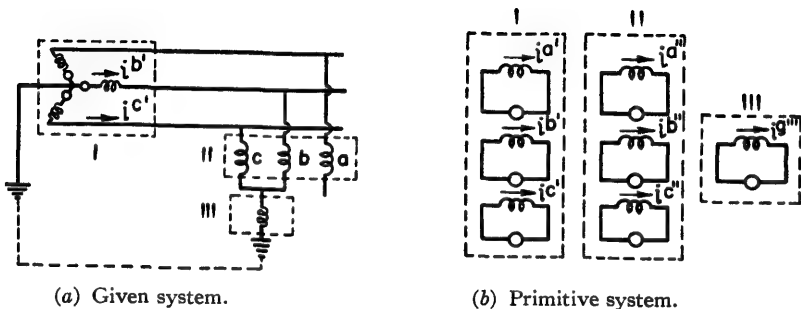 i^b'
i^c'
I
II c b a
III
(a) Given system.
I II
i^a' i^a"
III
i^b' i^b" i^g'"
i^c' i^c"
(b) Primitive system.